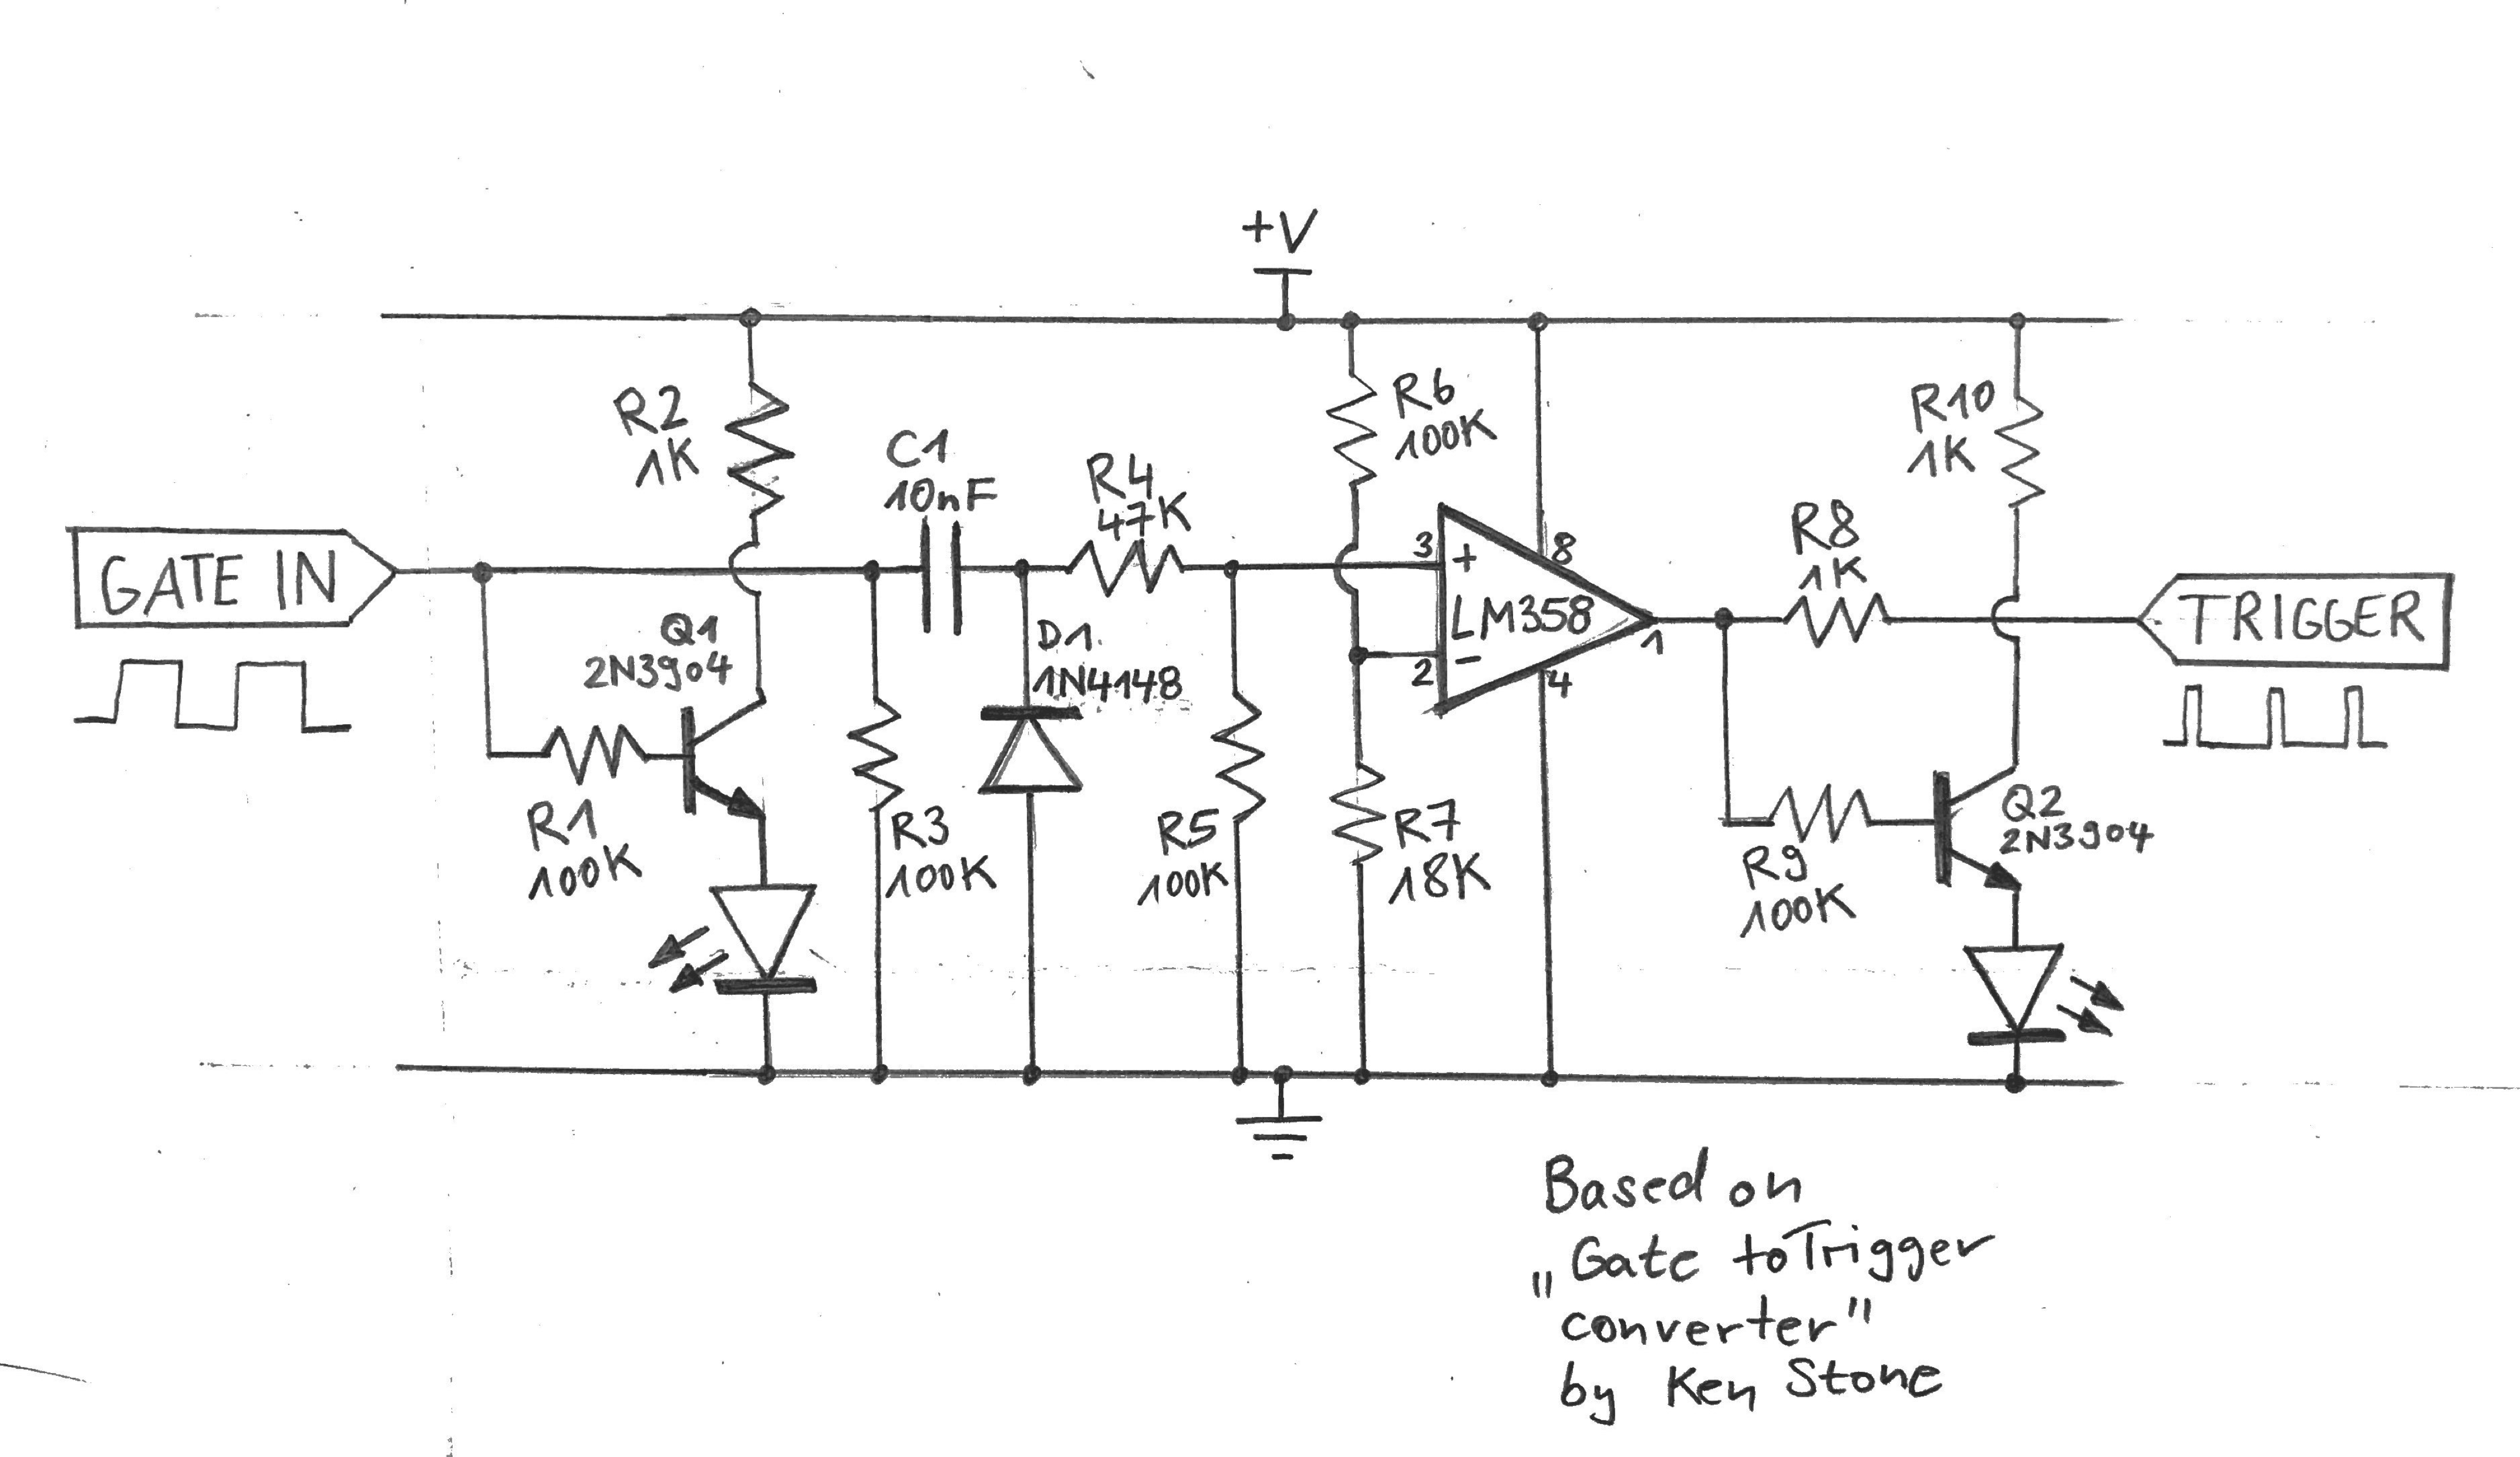 +V
R2
1K
C1
10nF
R4
47K
R6
100K
R10
1K
GATE IN
Q1
2N3904
D1
1N4148
3
+
8
LM358
1
2
-
4
R8
1K
TRIGGER
R1
100K
R3
100K
R5
100K
R7
18K
R9
100K
Q2
2N3904
Based on
„Gate to Trigger
converter"
by Ken Stone